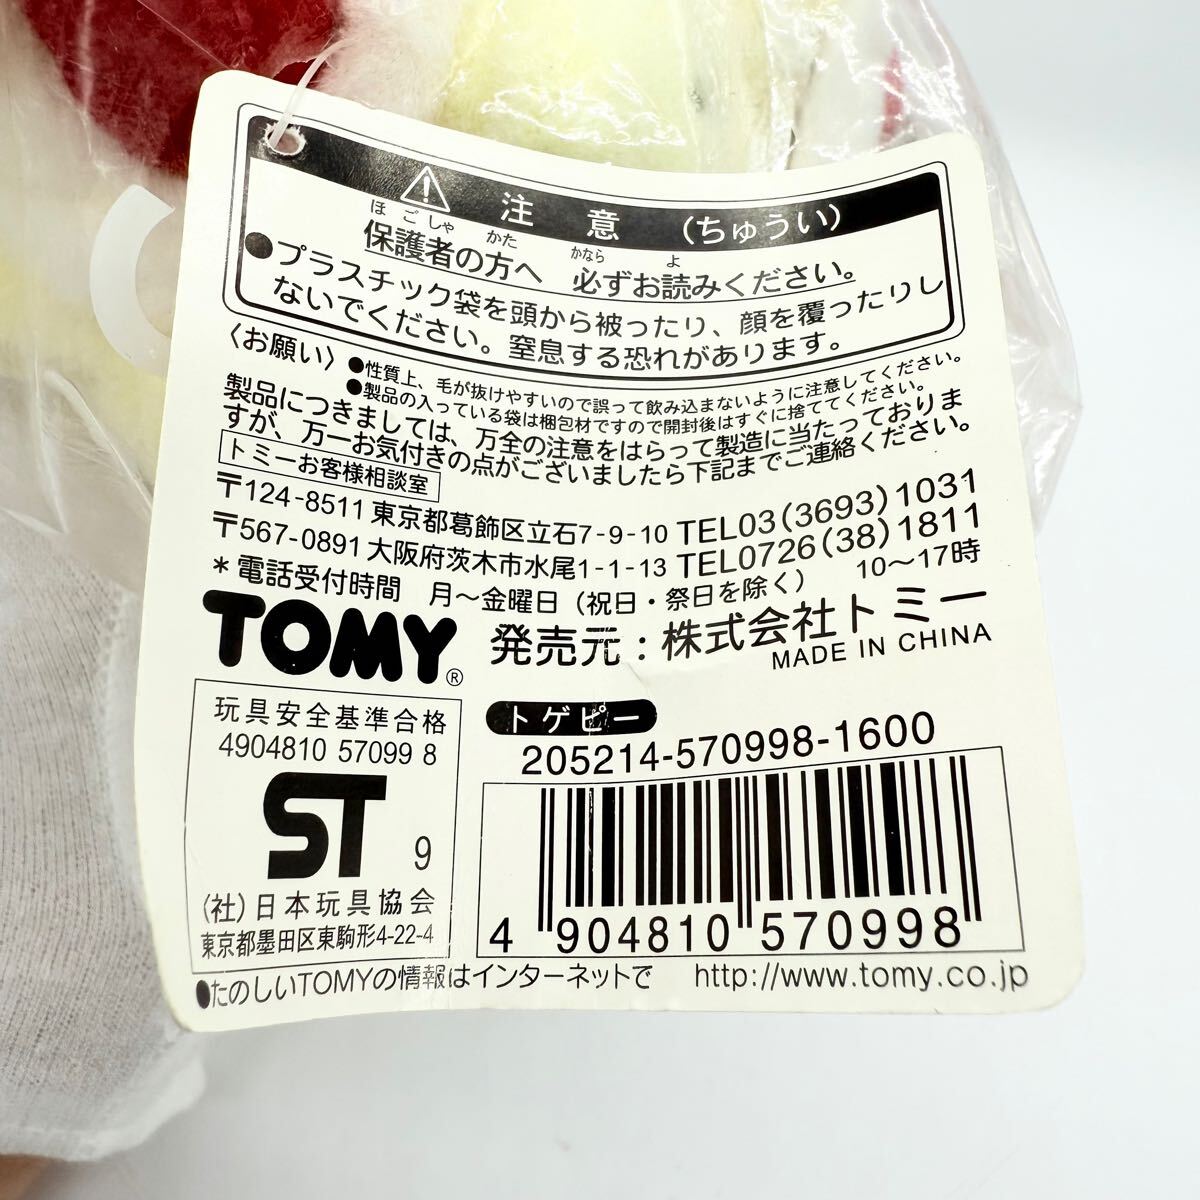 注意（ちゅうい）
ほごしゃ かた かなら よ
保護者の方へ 必ずお読みください。
●プラスチック袋を頭から被ったり、顔を覆ったりし
ないでください。窒息する恐れがあります。
〈お願い〉 ●性質上、毛が抜けやすいので誤って飲み込まないように注意してください。
●製品の入っている袋は梱包材ですので開封後はすぐに捨ててください。
製品につきましては、万全の注意をはらって製造に当たっておりま
すが、万一お気付きの点がございましたら下記までご連絡ください。
トミーお客様相談室
〒124-8511 東京都葛飾区立石7-9-10 TEL03(3693)1031
〒567-0891 大阪府茨木市水尾1-1-13 TEL0726(38)1811
＊電話受付時間 月〜金曜日（祝日・祭日を除く） 10〜17時
TOMY® 発売元：株式会社トミー
MADE IN CHINA
玩具安全基準合格
4904810 57099 8
ST 9
(社)日本玩具協会
東京都墨田区東駒形4-22-4
トゲピー
205214-570998-1600
4 904810 570998
●たのしいTOMYの情報はインターネットで http://www.tomy.co.jp